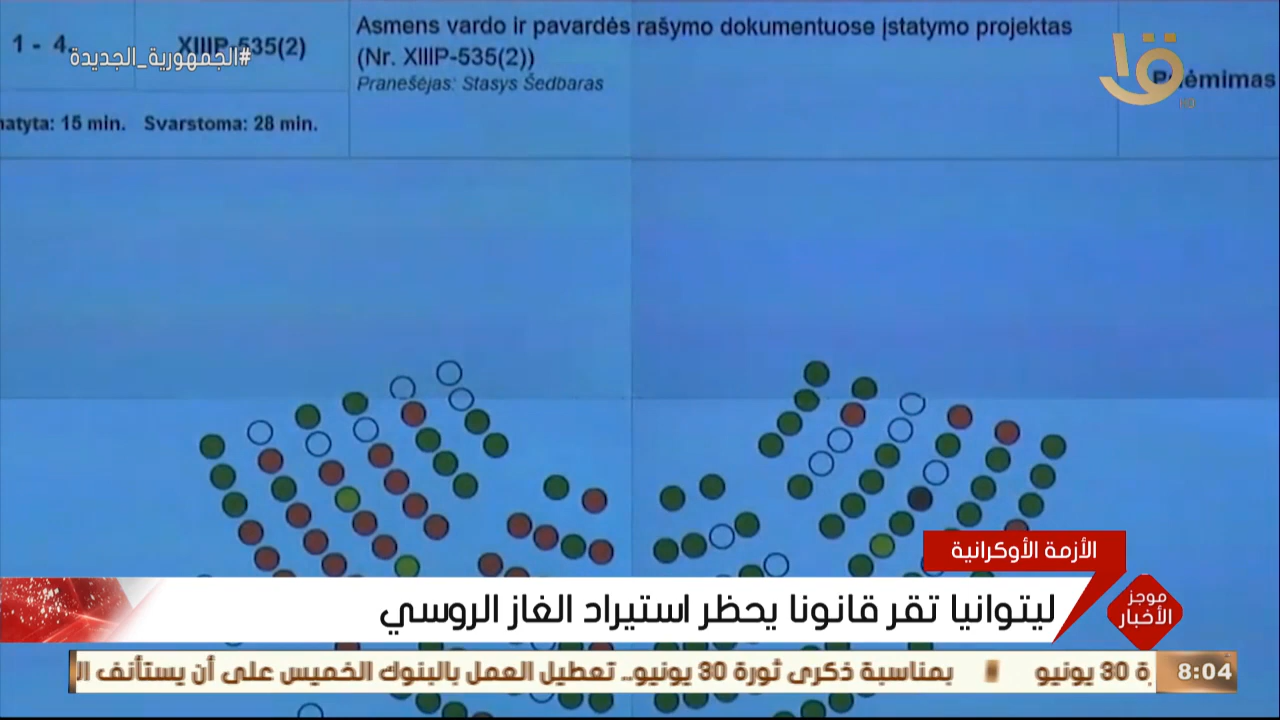 1 - 4.
XIIIP-535(2)
#الجمهورية_الجديدة
Asmens vardo ir pavardės rašymo dokumentuose įstatymo projektas
(Nr. XIIIP-535(2))
Pranešėjas: Stasys Šedbaras
15 min. Svarstoma: 28 min.
الأزمة الأوكرانية
موجز
الأخبار
ليتوانيا تقر قانونا يحظر استيراد الغاز الروسي
8:04
ة 30 يونيو
بمناسبة ذكرى ثورة 30 يونيو.. تعطيل العمل بالبنوك الخميس على أن يستأنف ال